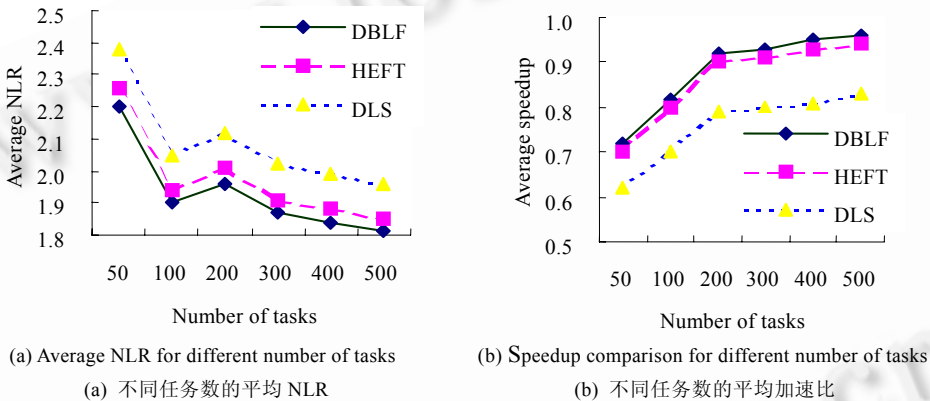 2.5
2.4
2.3
2.2
2.1
2.0
1.9
1.8
Average NLR
DBLF
HEFT
DLS
50 100 200 300 400 500
Number of tasks
(a) Average NLR for different number of tasks
(a) 不同任务数的平均 NLR
1.0
0.9
0.8
0.7
0.6
0.5
Average speedup
DBLF
HEFT
DLS
50 100 200 300 400 500
Number of tasks
(b) Speedup comparison for different number of tasks
(b) 不同任务数的平均加速比